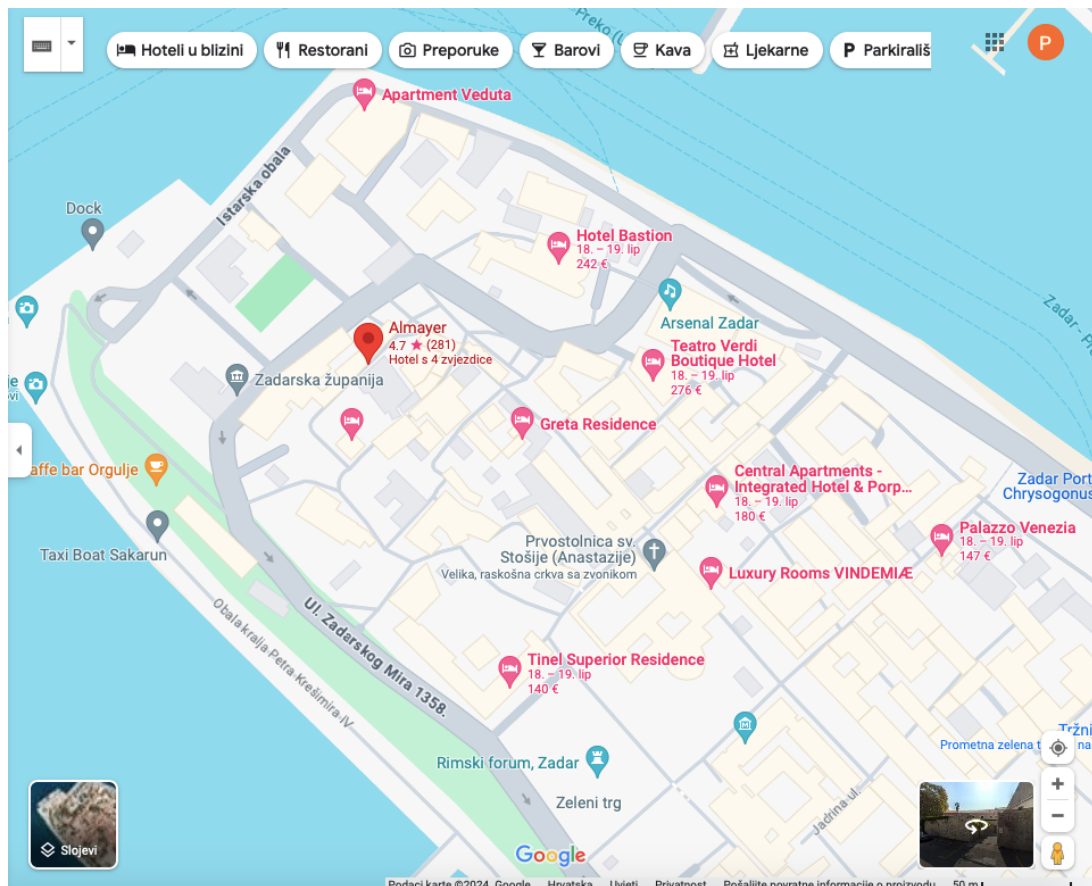 Preko
Hoteli u blizini
Restorani
Preporuke
Barovi
Kava
Ljekarne
Parkirališ
P
Apartment Veduta
Istarska obala
Dock
Hotel Bastion
18. – 19. lip
242 €
Zadar
Arsenal Zadar
Almayer
4.7 ★ (281)
Hotel s 4 zvjezdice
Teatro Verdi
Boutique Hotel
18. – 19. lip
276 €
Zadarska županija
Greta Residence
affe bar Orgulje
Central Apartments -
Integrated Hotel & Porp...
18. – 19. lip
180 €
Zadar Port
Chrysogonus
Palazzo Venezia
18. – 19. lip
147 €
Taxi Boat Sakarun
Prvostolnica sv.
Stošije (Anastazije)
Velika, raskošna crkva sa zvonikom
Luxury Rooms VINDEMIÆ
Obala kralja Petra Krešimira IV.
Ul. Zadarskog Mira 1358.
Tinel Superior Residence
18. – 19. lip
140 €
Tržni
Prometna zelena
Rimski forum, Zadar
Zeleni trg
Jadrina ul.
Slojevi
Google
Podaci karte ©2024 Google Hrvatska Uvjeti Privatnost Pošaljite povratne informacije o proizvodu 50 m